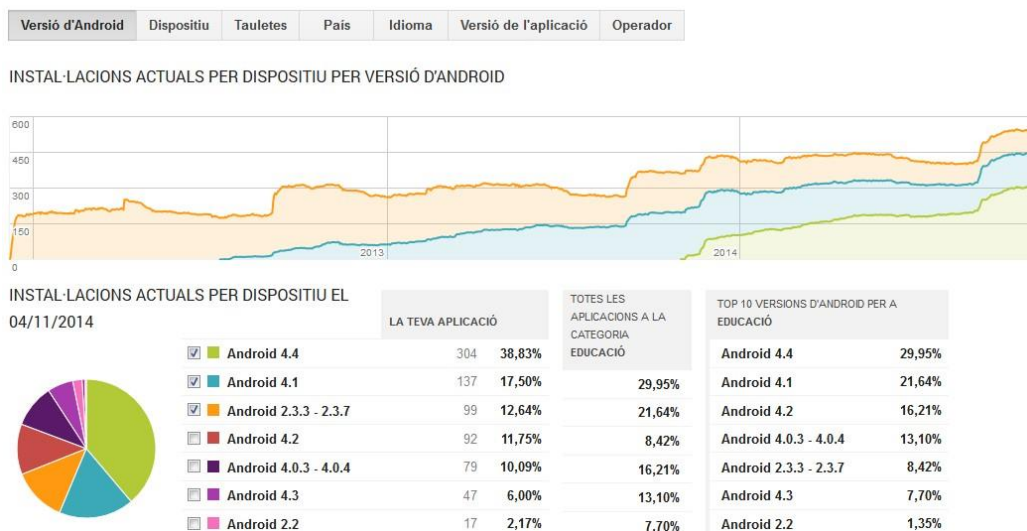 Versió d'Android Dispositiu Tauletes País Idioma Versió de l'aplicació Operador
INSTAL·LACIONS ACTUALS PER DISPOSITIU PER VERSIÓ D'ANDROID
600
450
300
150
0
2013
2014
INSTAL·LACIONS ACTUALS PER DISPOSITIU EL
04/11/2014
LA TEVA APLICACIÓ
TOTES LES
APLICACIONS A LA
CATEGORIA
EDUCACIÓ
TOP 10 VERSIONS D'ANDROID PER A
EDUCACIÓ
Android 4.4 304 38,83%
Android 4.1 137 17,50%
Android 2.3.3 - 2.3.7 99 12,64%
Android 4.2 92 11,75%
Android 4.0.3 - 4.0.4 79 10,09%
Android 4.3 47 6,00%
Android 2.2 17 2,17%
29,95%
21,64%
8,42%
16,21%
13,10%
7,70%
Android 4.4 29,95%
Android 4.1 21,64%
Android 4.2 16,21%
Android 4.0.3 - 4.0.4 13,10%
Android 2.3.3 - 2.3.7 8,42%
Android 4.3 7,70%
Android 2.2 1,35%